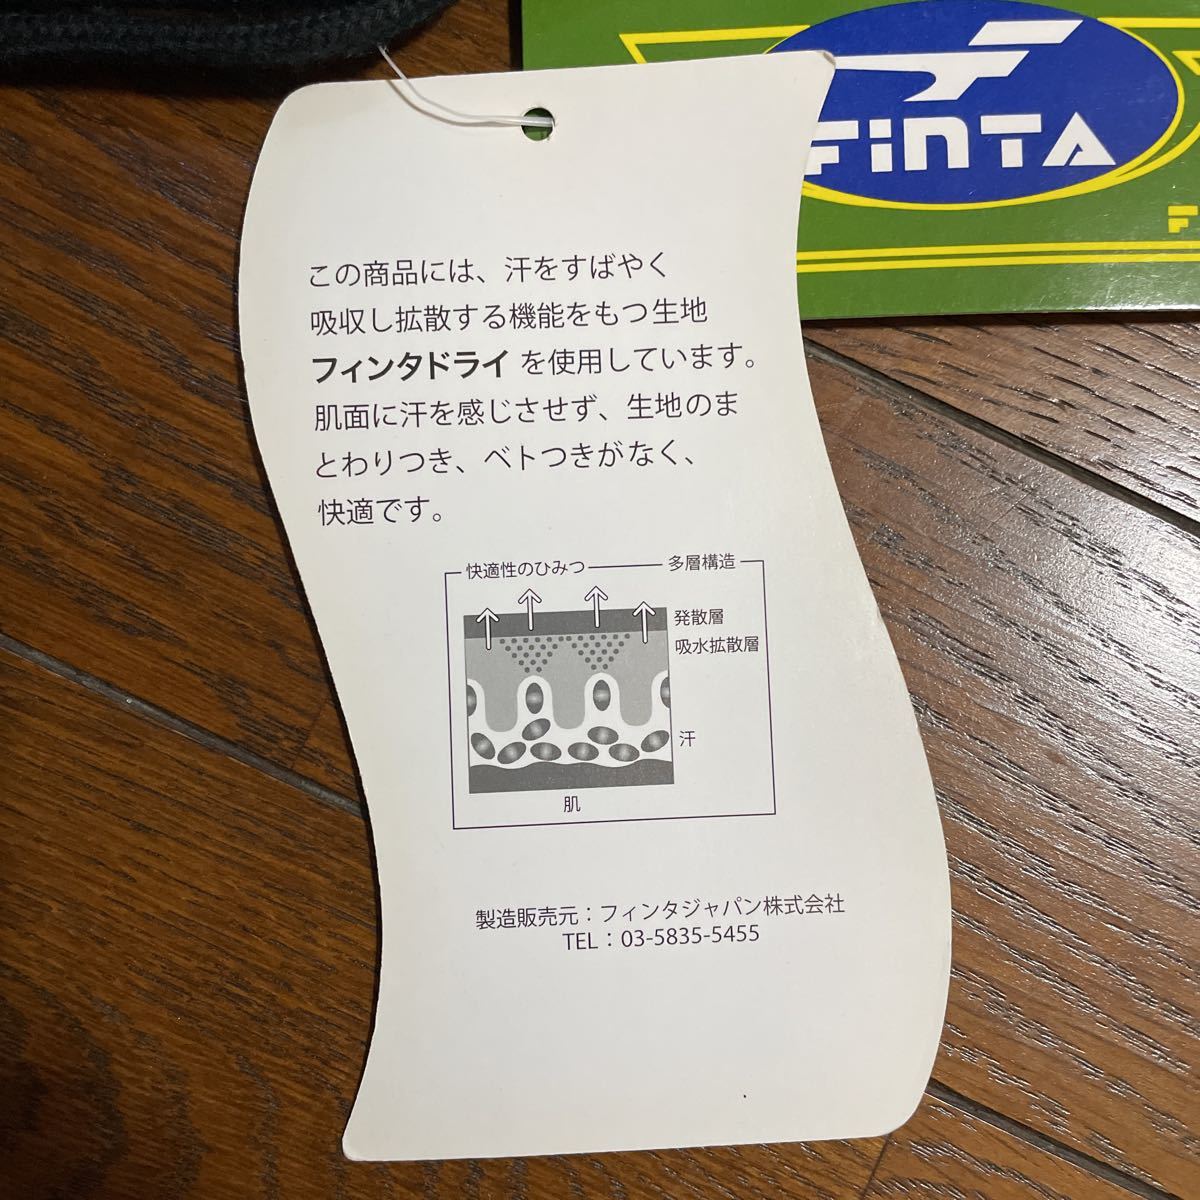 FINTA
F
この商品には、汗をすばやく
吸収し拡散する機能をもつ生地
フィンタドライ を使用しています。
肌面に汗を感じさせず、生地のま
とわりつき、ベトつきがなく、
快適です。
快適性のひみつ
多層構造
発散層
吸水拡散層
汗
肌
製造販売元：フィンタジャパン株式会社
TEL：03-5835-5455